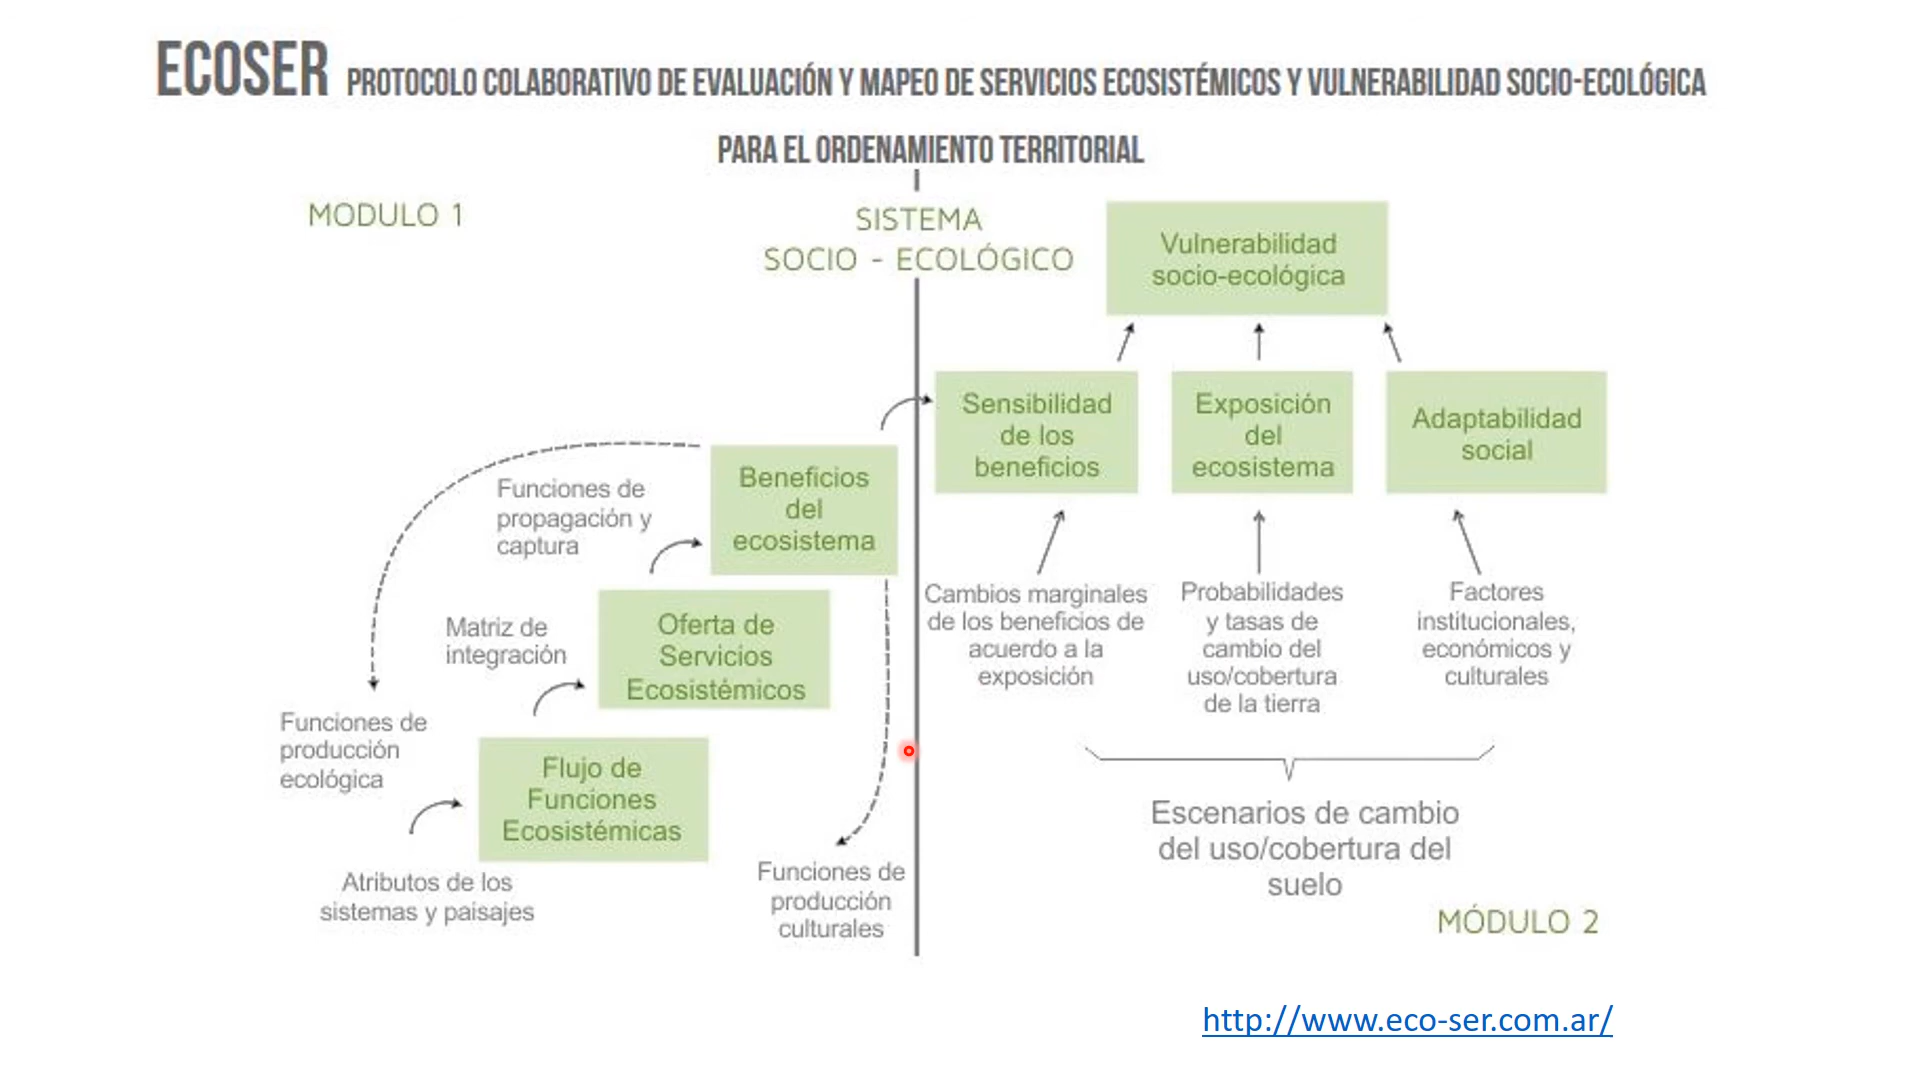 ECOSER PROTOCOLO COLABORATIVO DE EVALUACIÓN Y MAPEO DE SERVICIOS ECOSISTÉMICOS Y VULNERABILIDAD SOCIO-ECOLÓGICA
PARA EL ORDENAMIENTO TERRITORIAL
MODULO 1
SISTEMA
SOCIO - ECOLÓGICO
Vulnerabilidad
socio-ecológica
Sensibilidad
de los
beneficios
Exposición
del
ecosistema
Adaptabilidad
social
Beneficios
del
ecosistema
Funciones de
propagación y
captura
Oferta de
Servicios
Ecosistémicos
Matriz de
integración
Flujo de
Funciones
Ecosistémicas
Funciones de
producción
ecológica
Atributos de los
sistemas y paisajes
Funciones de
producción
culturales
Cambios marginales
de los beneficios de
acuerdo a la
exposición
Probabilidades
y tasas de
cambio del
uso/cobertura
de la tierra
Factores
institucionales,
económicos y
culturales
Escenarios de cambio
del uso/cobertura del
suelo
MÓDULO 2
http://www.eco-ser.com.ar/